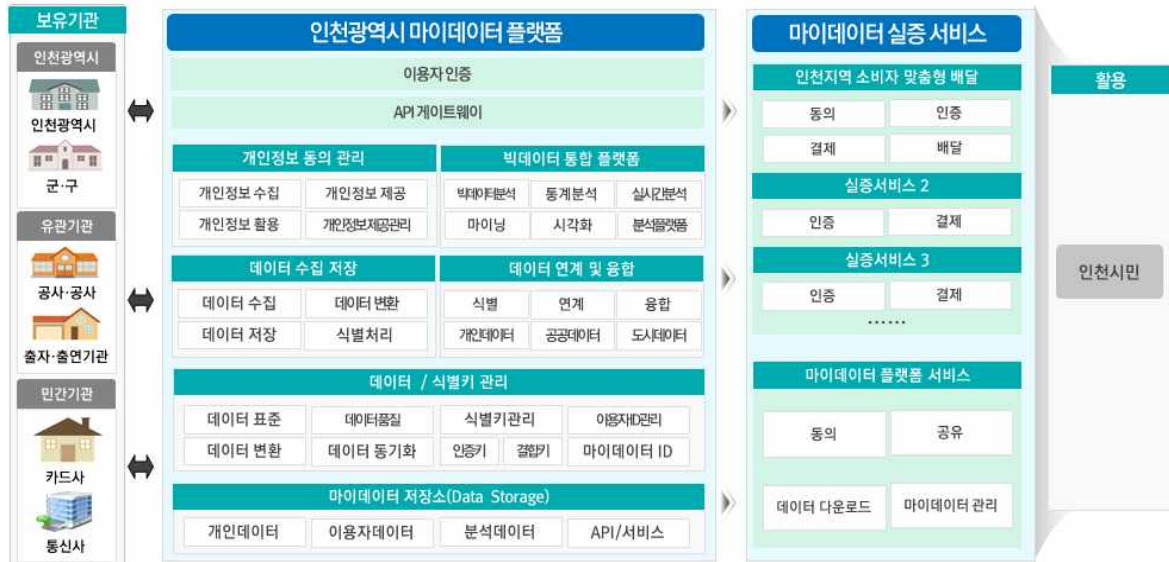 보유기관
인천광역시
인천광역시
군·구
유관기관
공사·공사
출자·출연기관
민간기관
카드사
통신사
인천광역시 마이데이터 플랫폼
이용자 인증
API 게이트웨이
개인정보 동의 관리
개인정보 수집 개인정보 제공
개인정보 활용 개인정보제공관리
빅데이터 통합 플랫폼
빅데이터분석 통계분석 실시간분석
마이닝 시각화 분석플랫폼
데이터 수집 저장
데이터 수집 데이터 변환
데이터 저장 식별처리
데이터 연계 및 융합
식별 연계 융합
개인데이터 공공데이터 도시데이터
데이터 / 식별키 관리
데이터 표준 데이터품질 식별키관리 이용자ID관리
데이터 변환 데이터 동기화 인증키 결합키 마이데이터 ID
마이데이터 저장소(Data Storage)
개인데이터 이용자데이터 분석데이터 API/서비스
마이데이터 실증 서비스
인천지역 소비자 맞춤형 배달
동의 인증
결제 배달
실증서비스 2
인증 결제
실증서비스 3
인증 결제
······
마이데이터 플랫폼 서비스
동의 공유
데이터 다운로드 마이데이터 관리
활용
인천시민